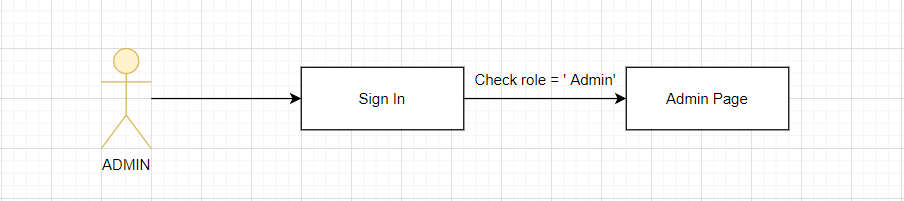 Check role = ' Admin'
Sign In
Admin Page
ADMIN